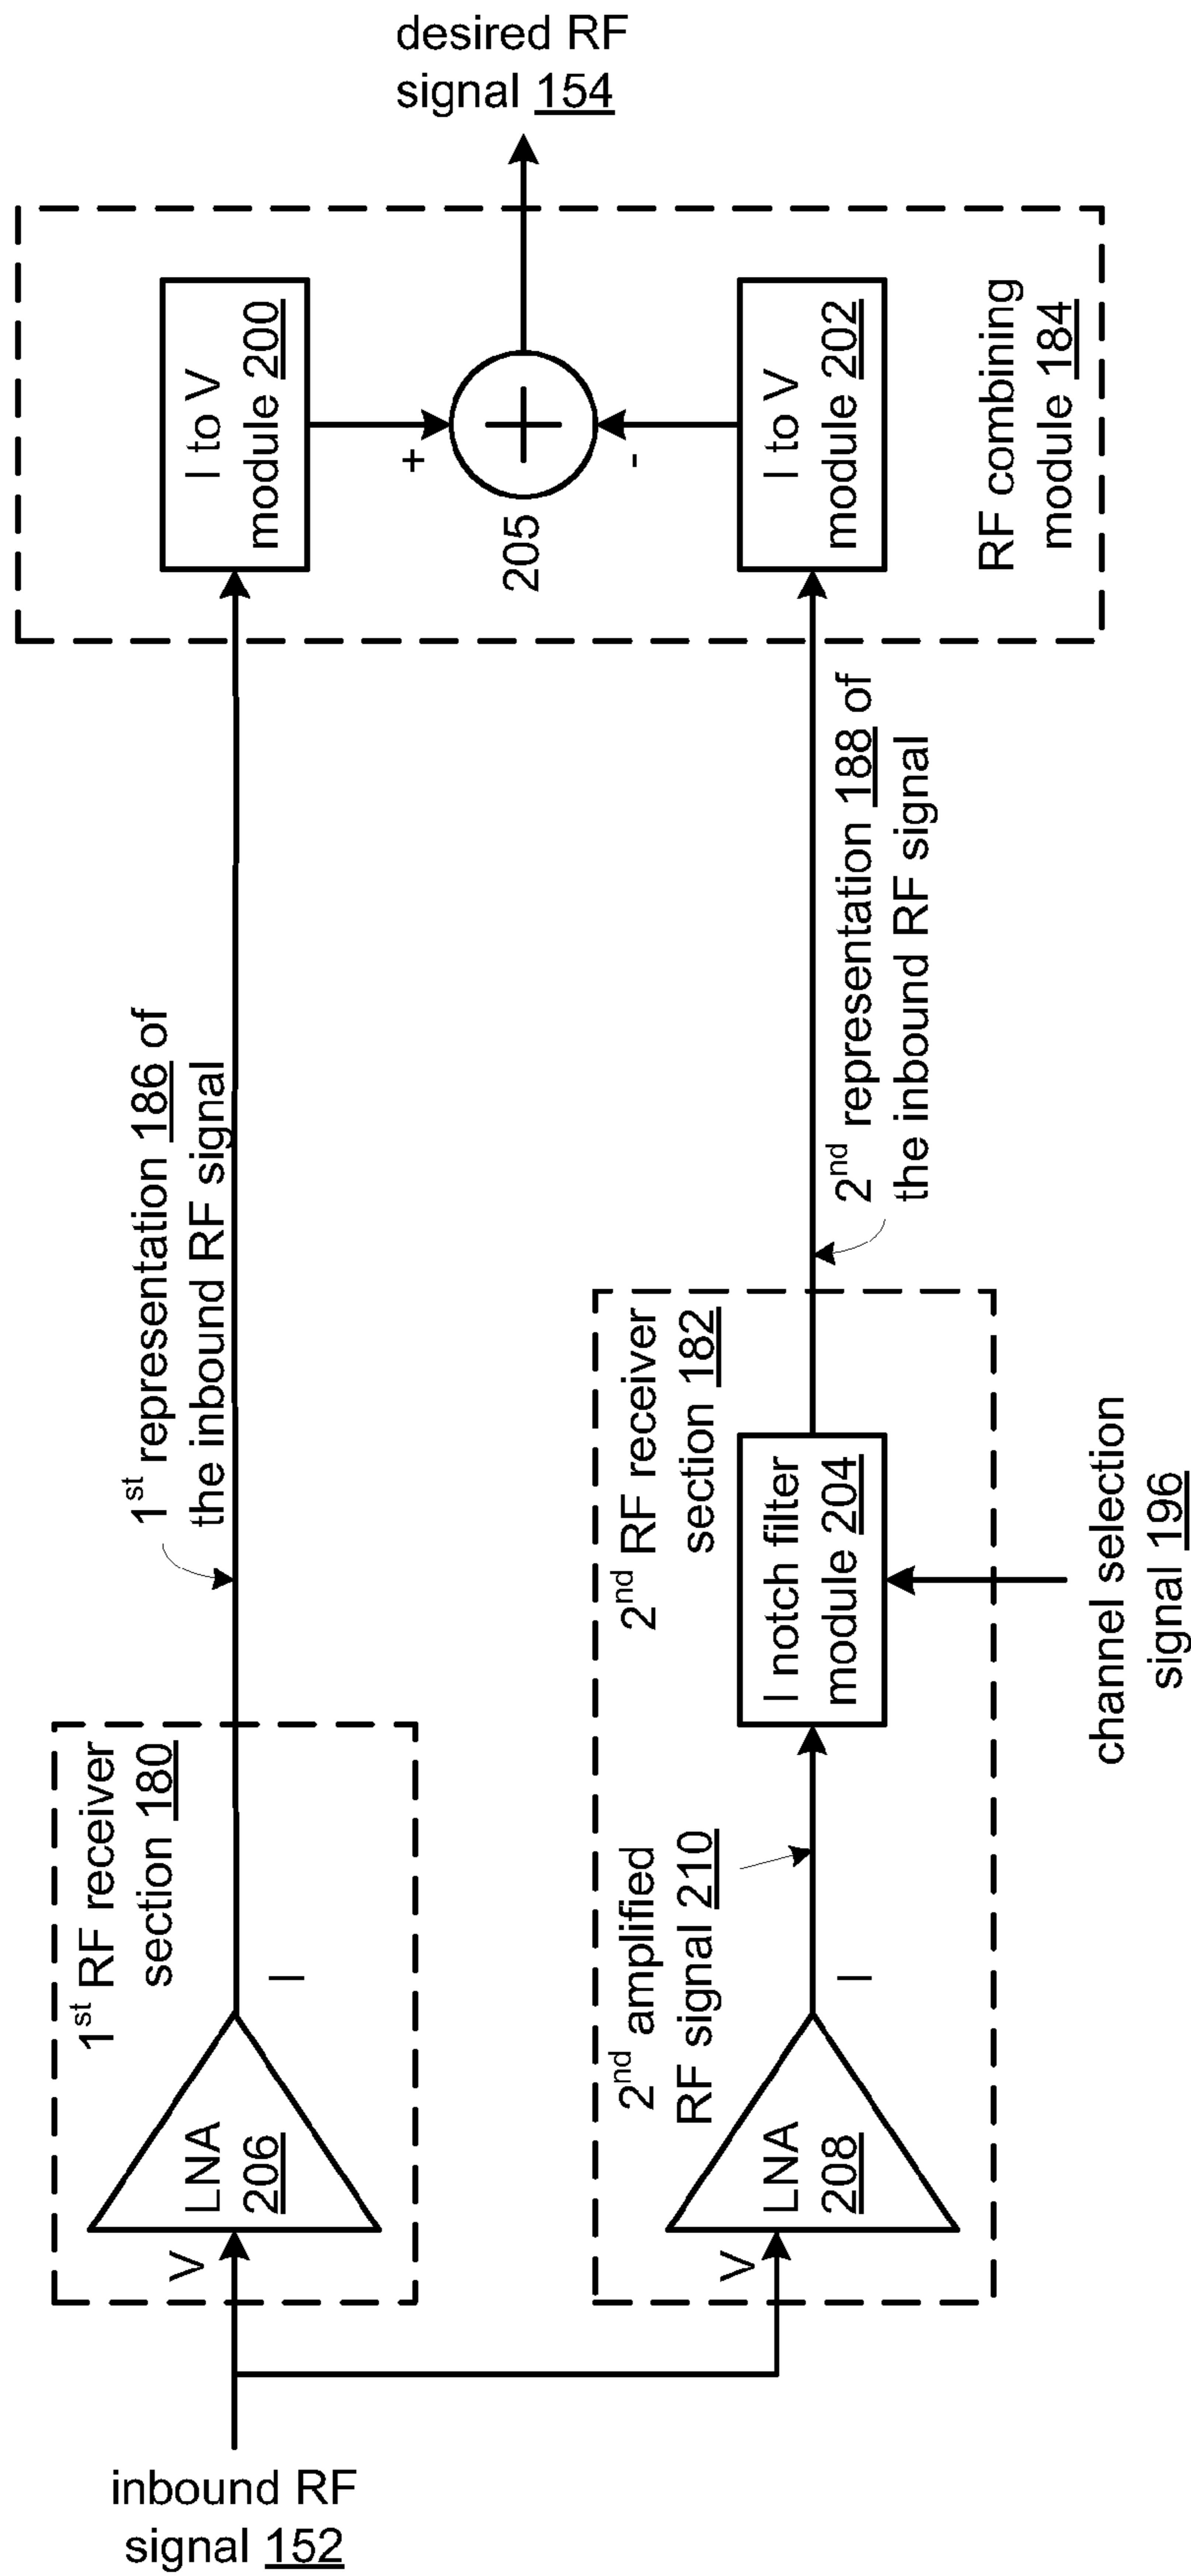 inbound RF
signal 152
V
LNA
206
I
1st RF receiver
section 180
1st representation 186 of
the inbound RF signal
I to V
module 200
+
205
-
desired RF
signal 154
V
LNA
208
I
2nd amplified
RF signal 210
2nd RF receiver
section 182
I notch filter
module 204
channel selection
signal 196
2nd representation 188 of
the inbound RF signal
I to V
module 202
RF combining
module 184